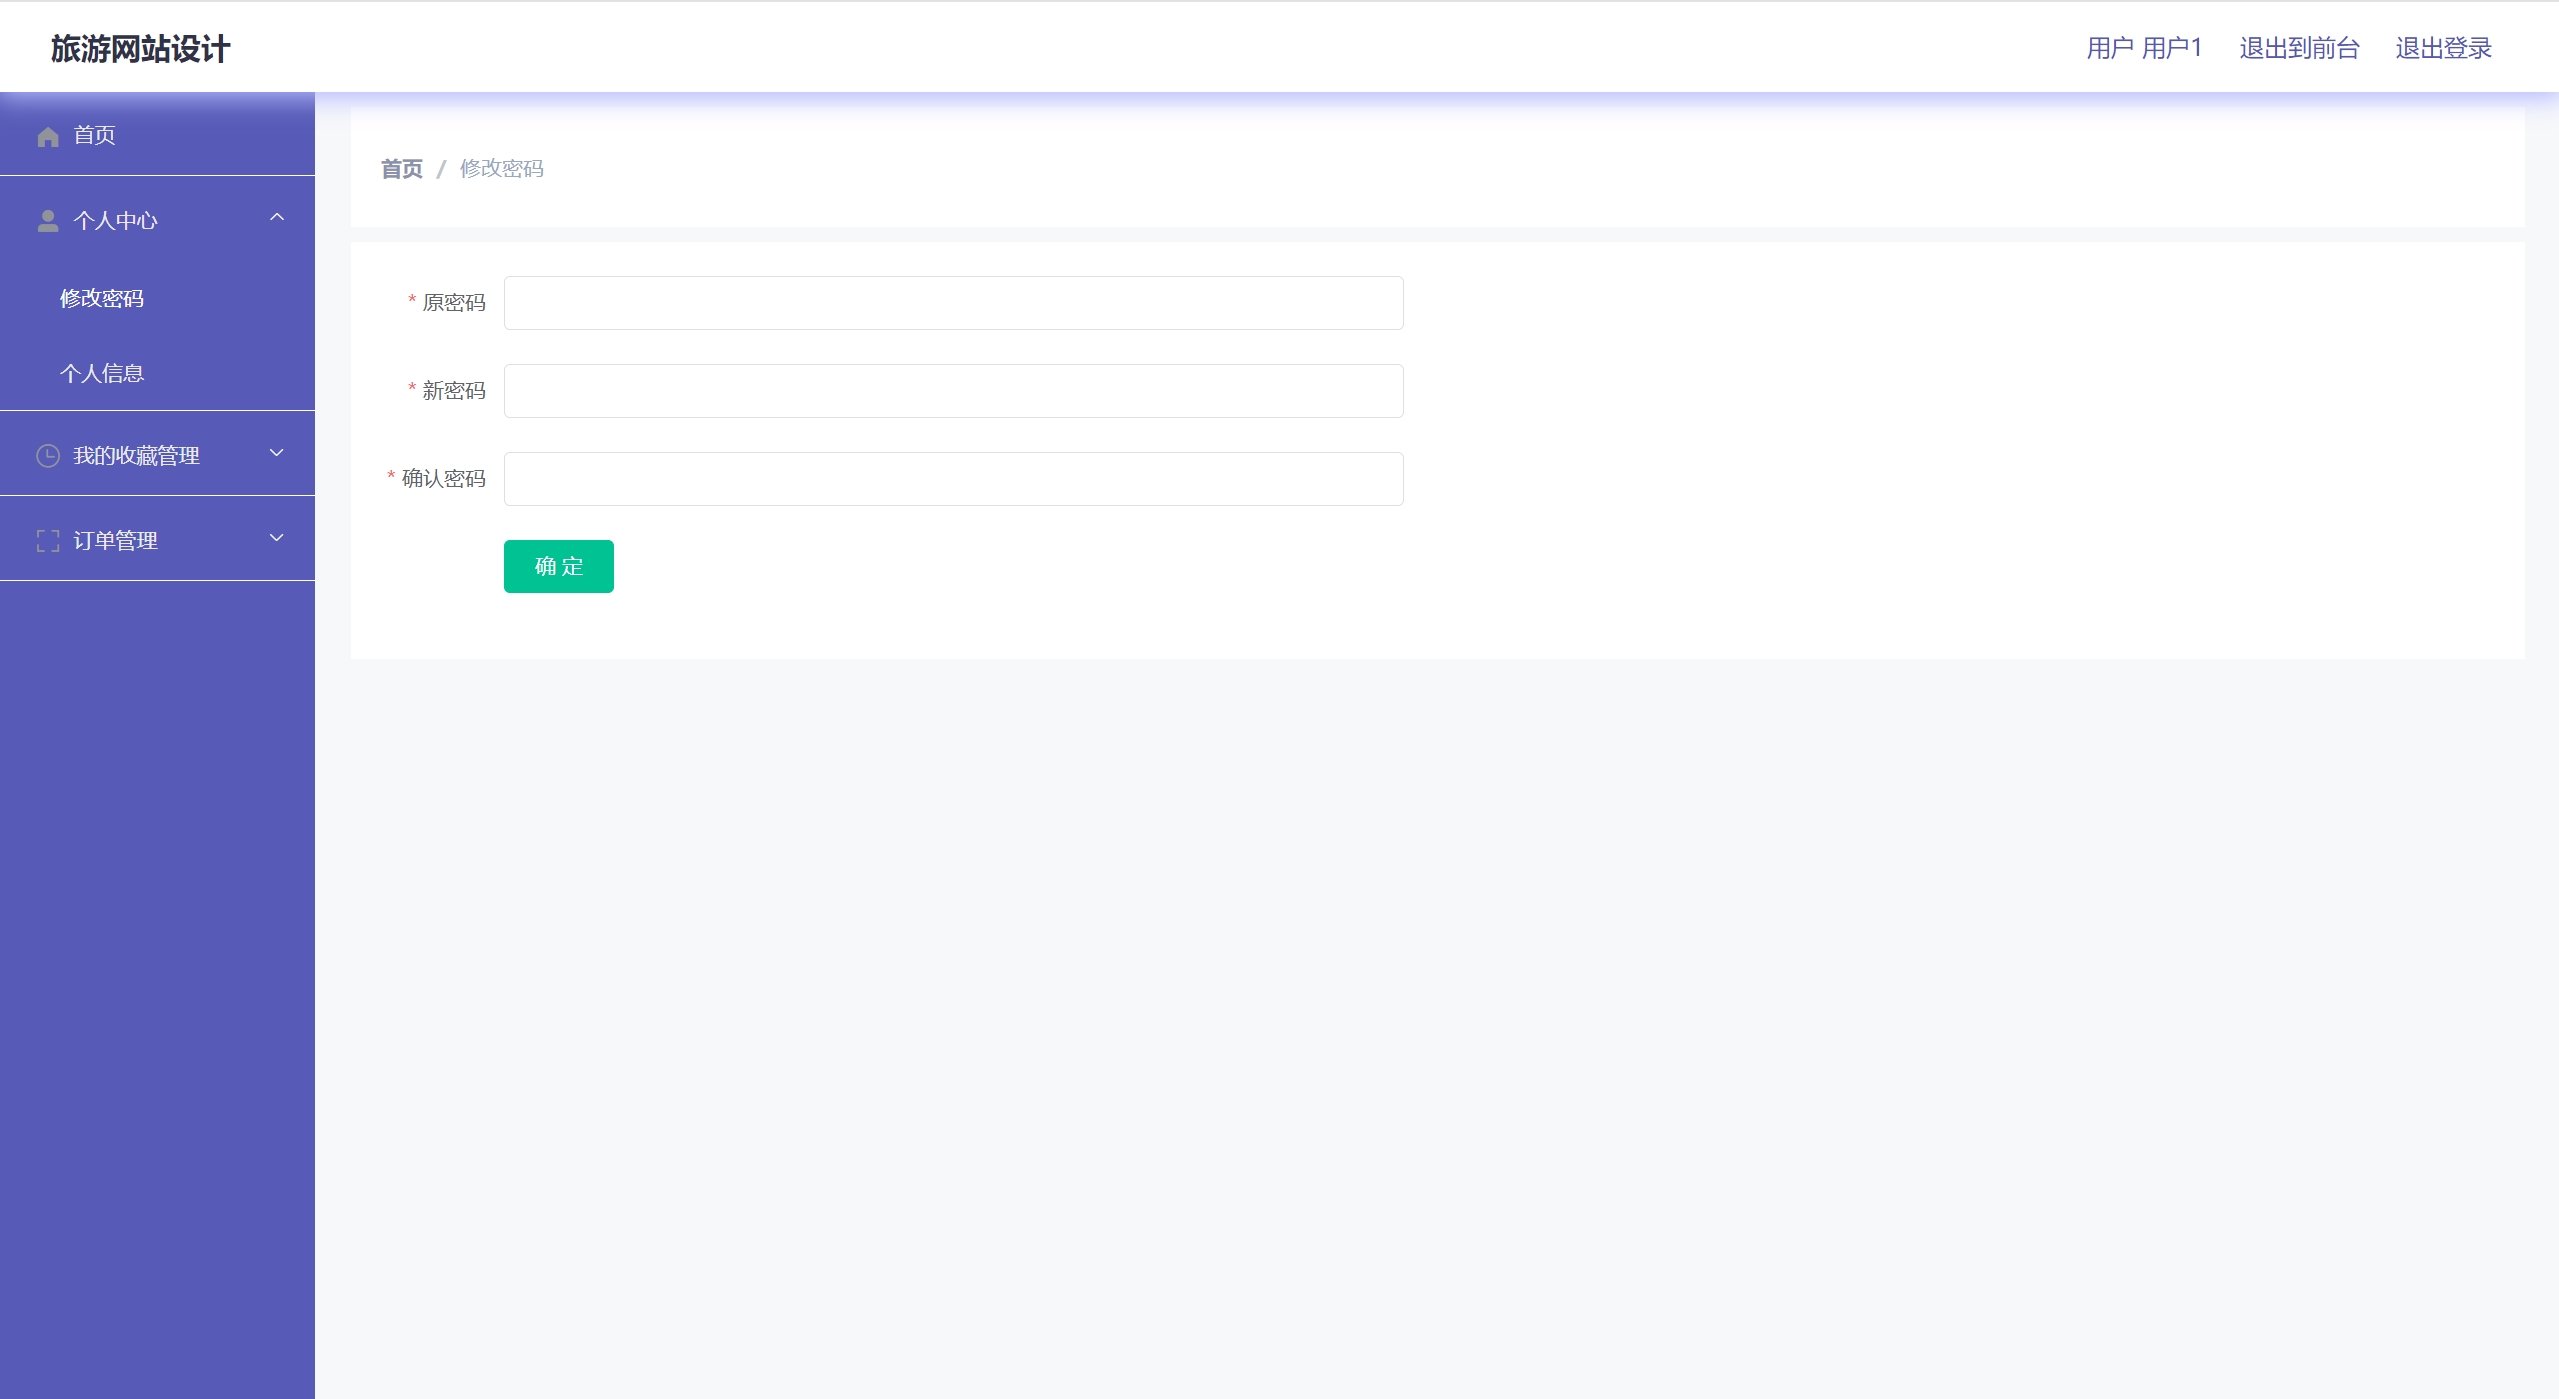 旅游网站设计
用户 用户1 退出到前台 退出登录
首页
个人中心
修改密码
个人信息
我的收藏管理
订单管理
首页 / 修改密码
* 原密码
* 新密码
* 确认密码
确 定